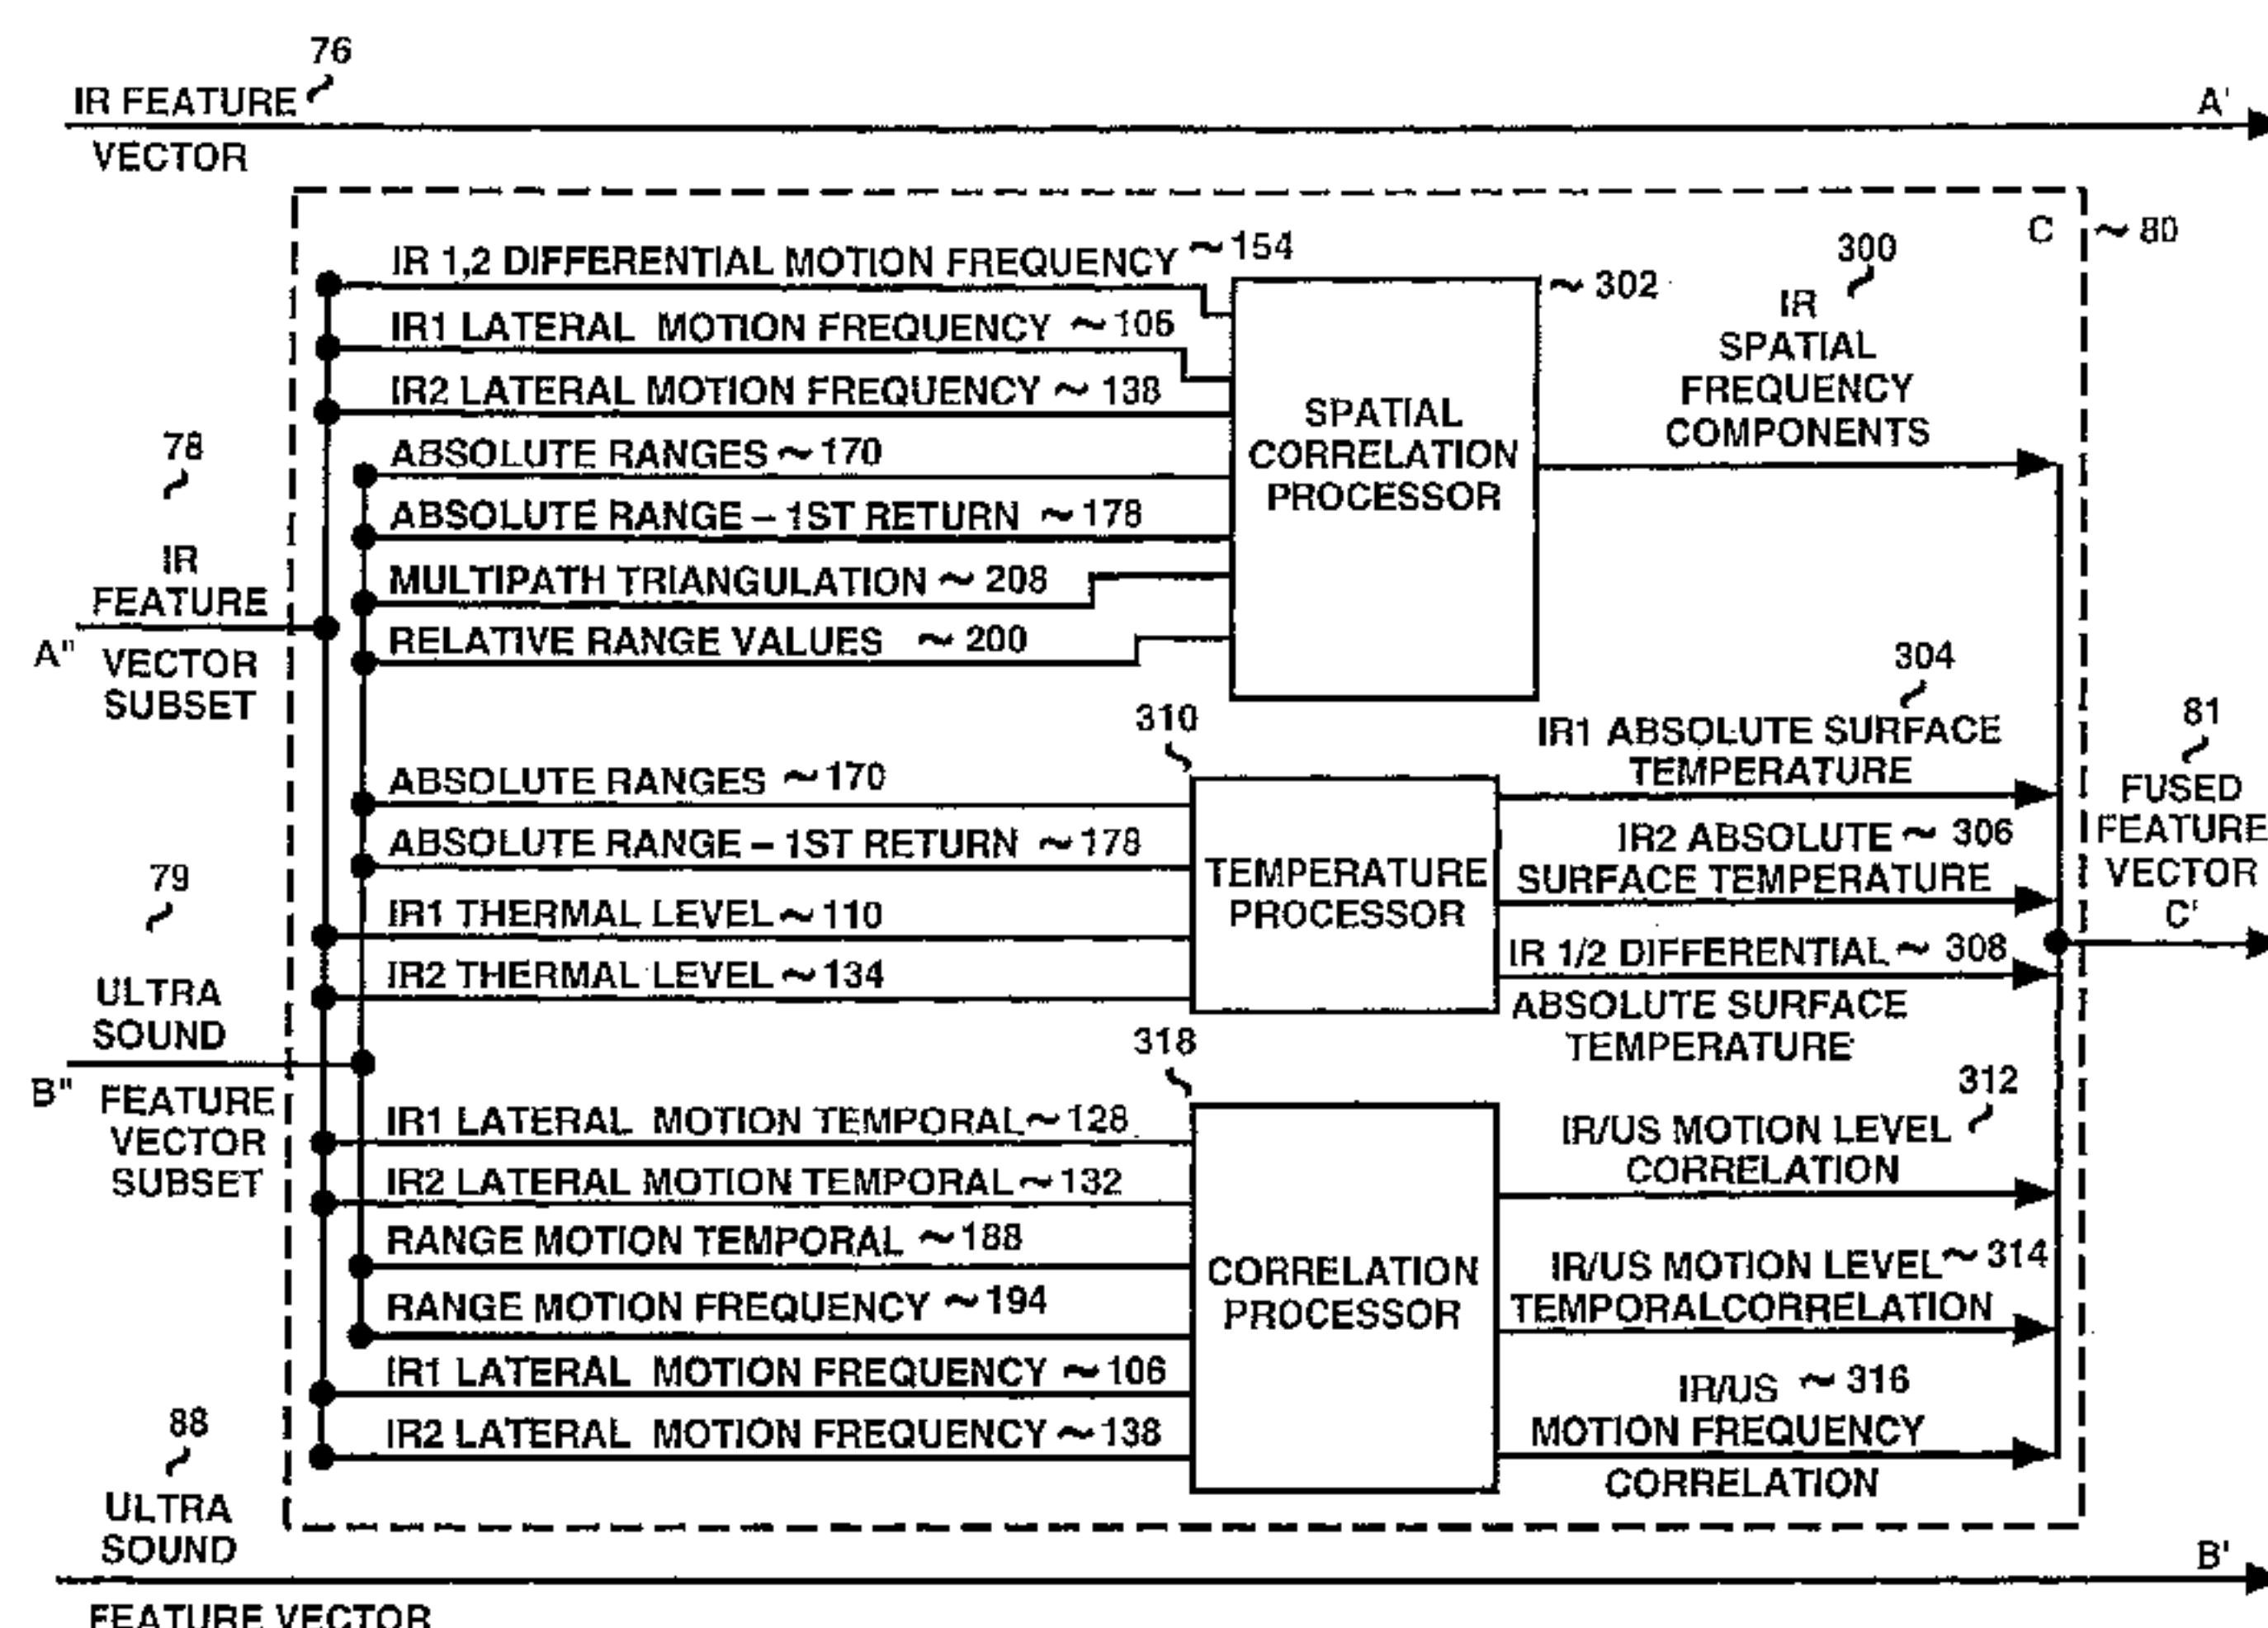 76
IR FEATURE
VECTOR
A'
C
80
IR 1,2 DIFFERENTIAL MOTION FREQUENCY ~ 154
IR1 LATERAL MOTION FREQUENCY ~ 106
IR2 LATERAL MOTION FREQUENCY ~ 138
ABSOLUTE RANGES ~ 170
ABSOLUTE RANGE – 1ST RETURN ~ 178
MULTIPATH TRIANGULATION ~ 208
RELATIVE RANGE VALUES ~ 200
~ 302
SPATIAL
CORRELATION
PROCESSOR
300
IR
SPATIAL
FREQUENCY
COMPONENTS
78
IR
FEATURE
A"
VECTOR
SUBSET
310
ABSOLUTE RANGES ~ 170
ABSOLUTE RANGE – 1ST RETURN ~ 178
IR1 THERMAL LEVEL ~ 110
IR2 THERMAL LEVEL ~ 134
TEMPERATURE
PROCESSOR
304
IR1 ABSOLUTE SURFACE
TEMPERATURE
IR2 ABSOLUTE ~ 306
SURFACE TEMPERATURE
IR 1/2 DIFFERENTIAL ~ 308
ABSOLUTE SURFACE
TEMPERATURE
81
FUSED
FEATURE
VECTOR
C'
79
ULTRA
SOUND
B"
FEATURE
VECTOR
SUBSET
318
IR1 LATERAL MOTION TEMPORAL ~ 128
IR2 LATERAL MOTION TEMPORAL ~ 132
RANGE MOTION TEMPORAL ~ 188
RANGE MOTION FREQUENCY ~ 194
IR1 LATERAL MOTION FREQUENCY ~ 106
IR2 LATERAL MOTION FREQUENCY ~ 138
CORRELATION
PROCESSOR
312
IR/US MOTION LEVEL
CORRELATION
IR/US MOTION LEVEL ~ 314
TEMPORALCORRELATION
IR/US ~ 316
MOTION FREQUENCY
CORRELATION
88
ULTRA
SOUND
FEATURE VECTOR
B'